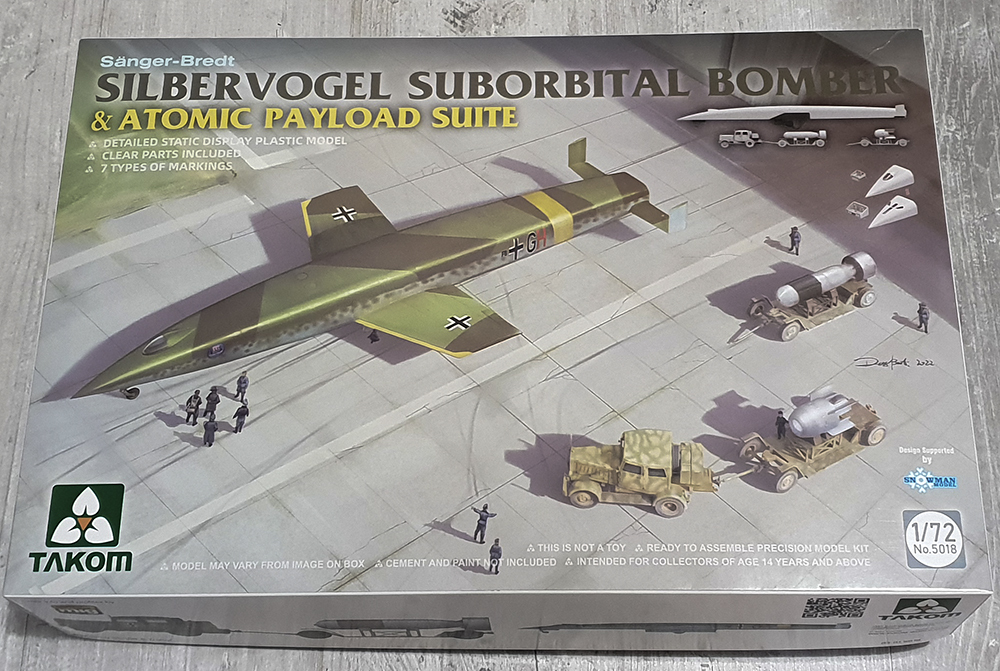 Sänger-Bredt
SILBERVOGEL SUBORBITAL BOMBER
& ATOMIC PAYLOAD SUITE
DETAILED STATIC DISPLAY PLASTIC MODEL
CLEAR PARTS INCLUDED
7 TYPES OF MARKINGS
GH
2022
Design Supported
by
SNOWMAN
MODEL
1/72
No.5018
TAKOM
THIS IS NOT A TOY READY TO ASSEMBLE PRECISION MODEL KIT
MODEL MAY VARY FROM IMAGE ON BOX CEMENT AND PAINT NOT INCLUDED INTENDED FOR COLLECTORS OF AGE 14 YEARS AND ABOVE
TAKOM